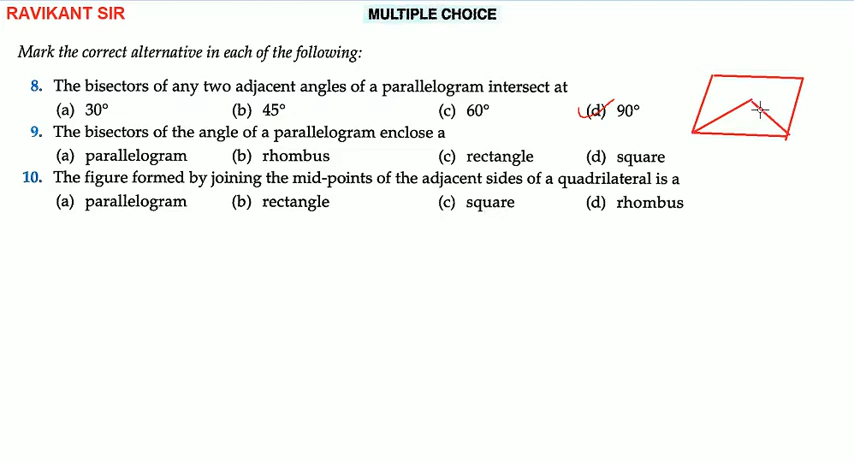 RAVIKANT SIR
MULTIPLE CHOICE
Mark the correct alternative in each of the following:
8. The bisectors of any two adjacent angles of a parallelogram intersect at
(a) 30° (b) 45° (c) 60° (d) 90°
9. The bisectors of the angle of a parallelogram enclose a
(a) parallelogram (b) rhombus (c) rectangle (d) square
10. The figure formed by joining the mid-points of the adjacent sides of a quadrilateral is a
(a) parallelogram (b) rectangle (c) square (d) rhombus